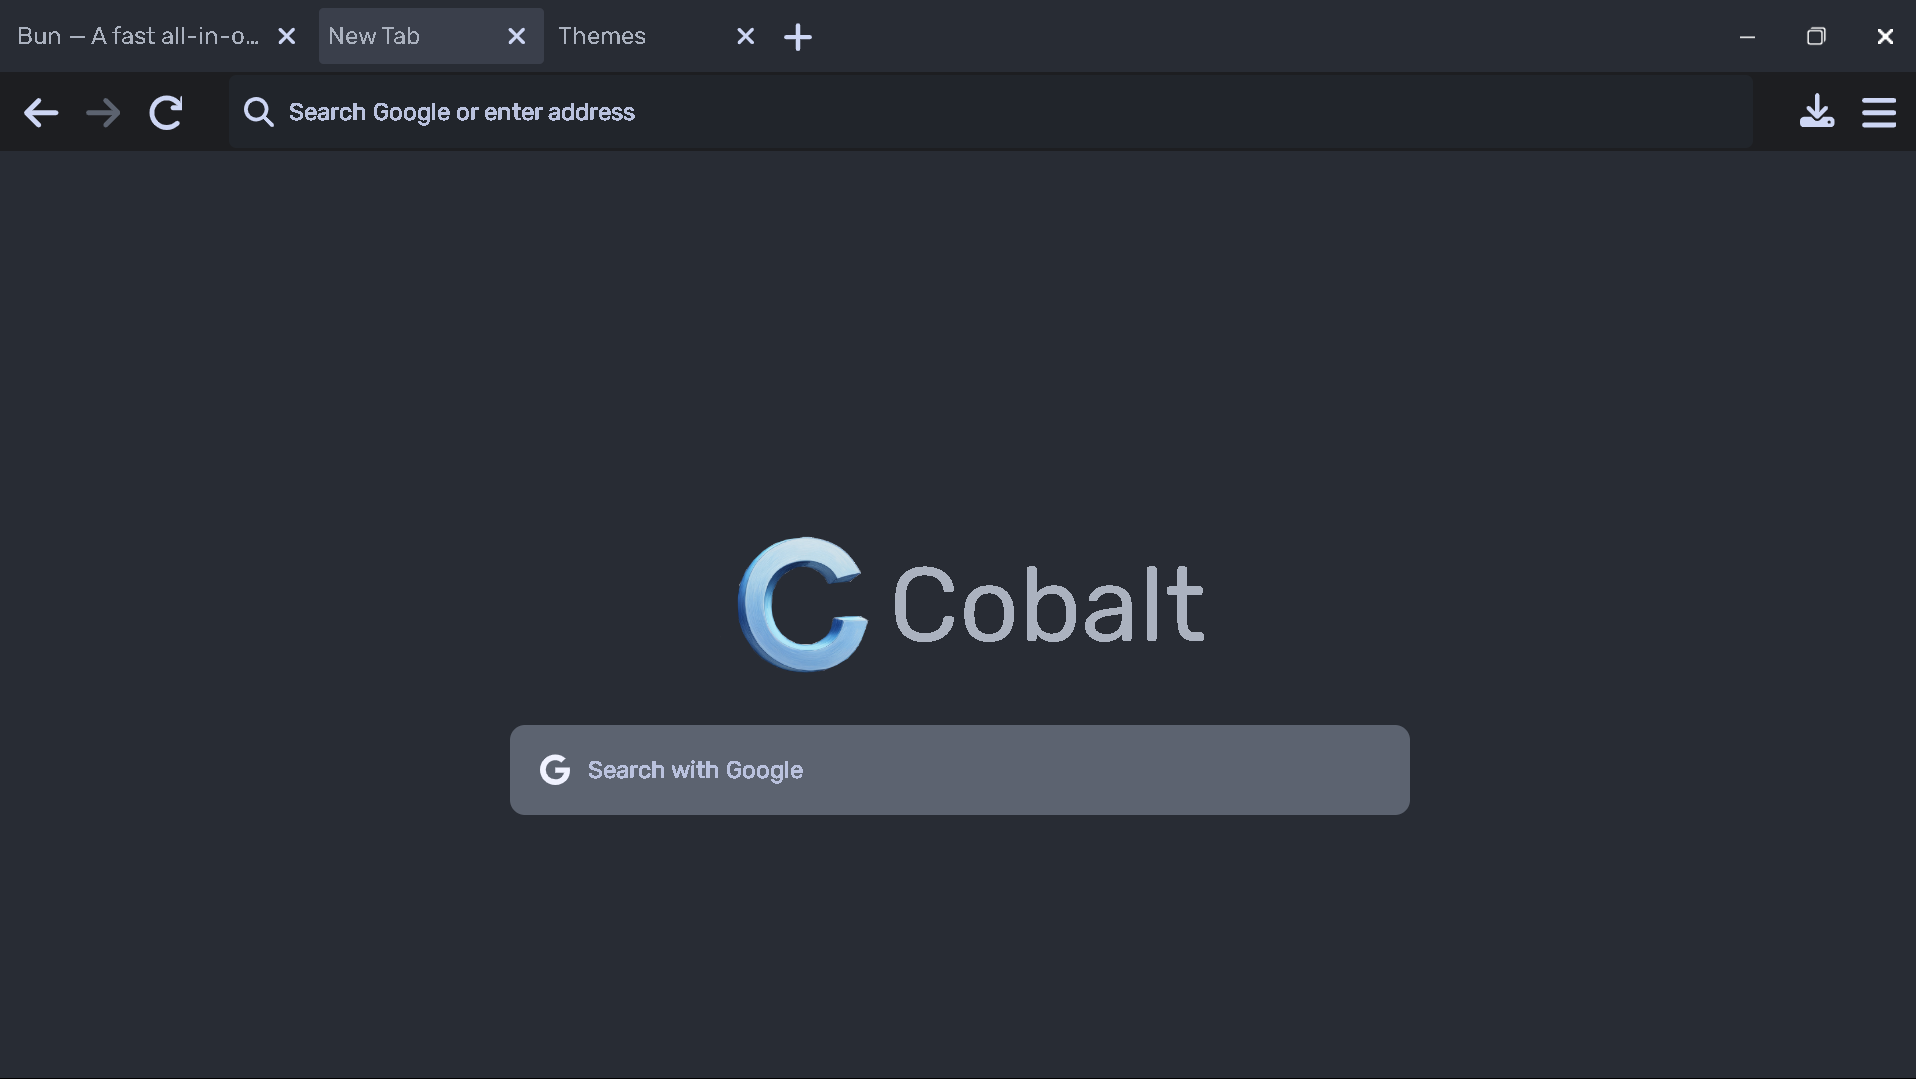 Bun — A fast all-in-o...
New Tab
Themes
Search Google or enter address
C Cobalt
G Search with Google